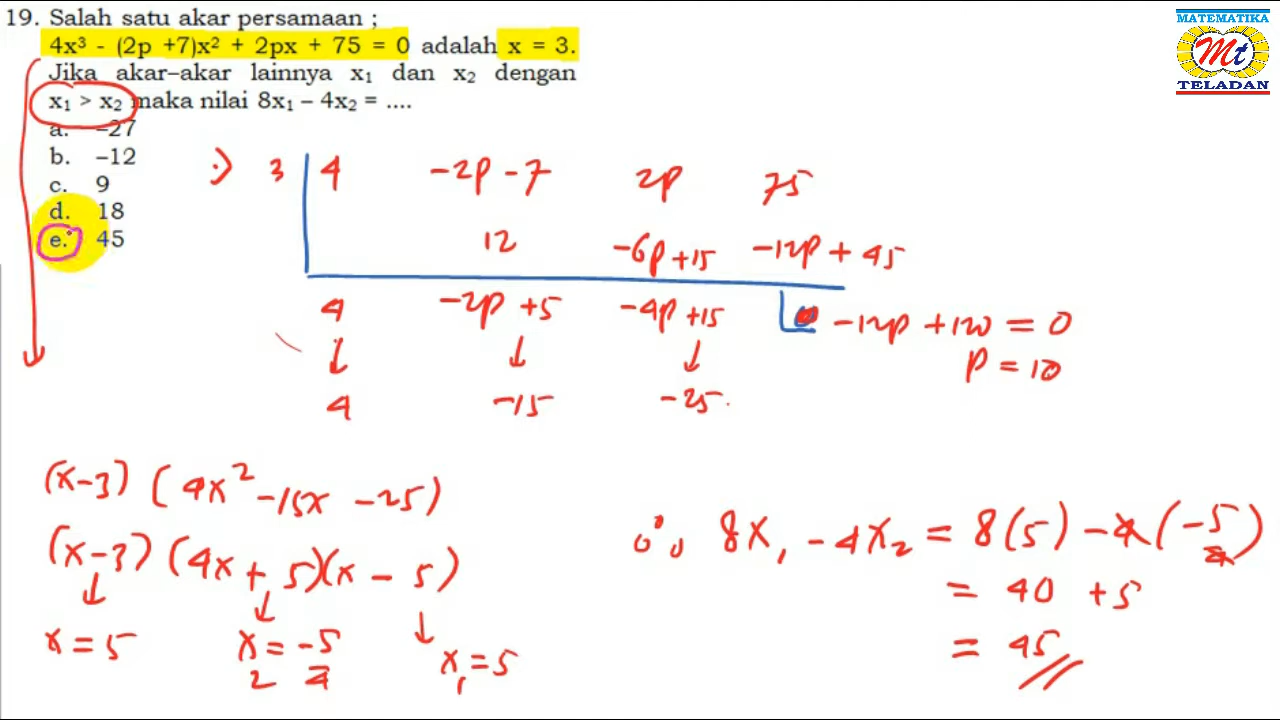 19. Salah satu akar persamaan ;
4x³ - (2p +7)x² + 2px + 75 = 0 adalah x = 3.
Jika akar–akar lainnya x₁ dan x₂ dengan
x₁ > x₂ maka nilai 8x₁ – 4x₂ = ....
a. –27
b. –12
c. 9
d. 18
e. 45
MATEMATIKA
Mt
TELADAN
·) 3 4 -2p -7 2p 75
12 -6p +15 -12p + 45
4 -2p +5 -4p +15 -12p +120 = 0
p = 10
4 -15 -25
(x-3) (4x² -15x -25)
(x-3) (4x + 5)(x - 5)
x = 5 x₂ = -5/4 x₁ = 5
∴ 8x₁ - 4x₂ = 8(5) - 4(-5/4)
= 40 + 5
= 45